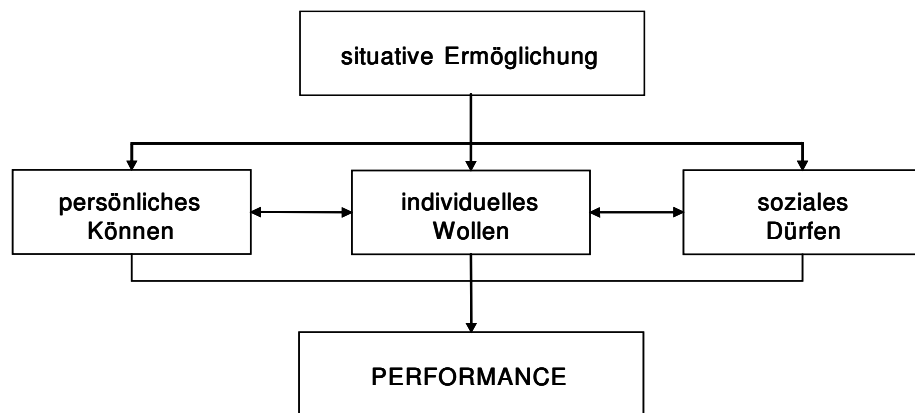 situative Ermöglichung
persönliches
Können
individuelles
Wollen
soziales
Dürfen
PERFORMANCE